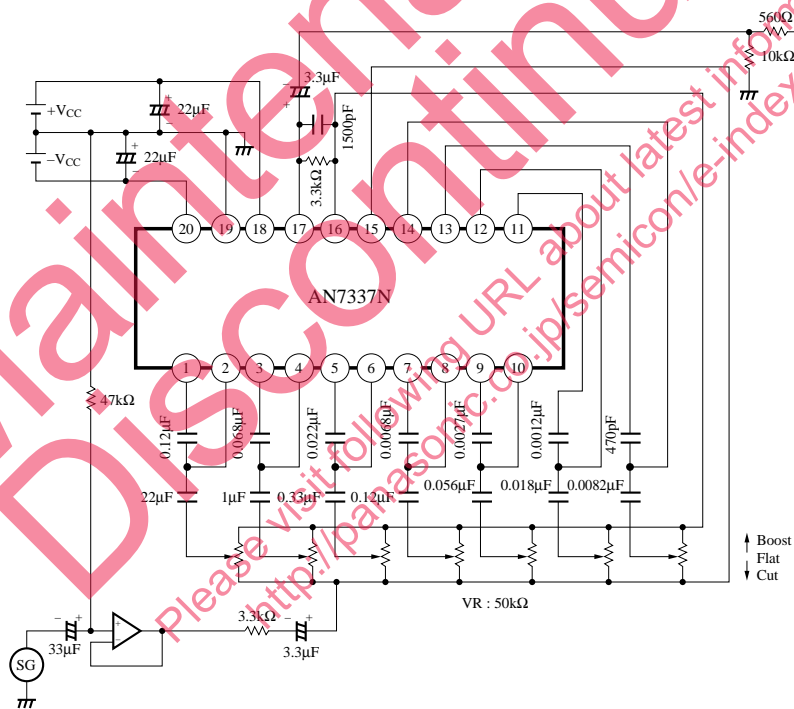 560Ω
10kΩ
3.3µF
1500pF
3.3kΩ
+VCC
22µF
−VCC
22µF
20 19 18 17 16 15 14 13 12 11
AN7337N
1 2 3 4 5 6 7 8 9 10
47kΩ
0.12µF
0.068µF
0.022µF
0.0068µF
0.0027µF
0.0012µF
470pF
22µF
1µF
0.33µF
0.12µF
0.056µF
0.018µF
0.0082µF
Boost
Flat
Cut
VR : 50kΩ
3.3kΩ
− +
3.3µF
− +
33µF
+
−
SG
Discontinu
Please visit following URL about latest inform
http://panasonic.co.jp/semicon/e-index